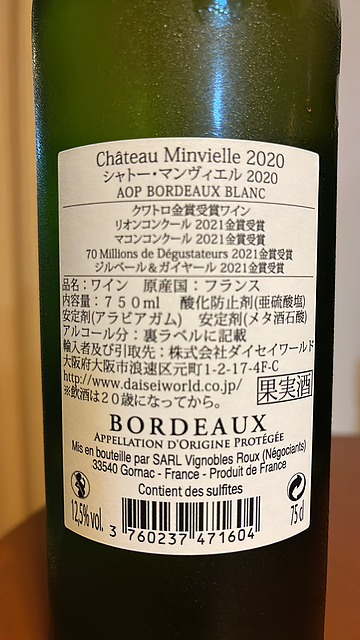 Château Minvielle 2020
シャトー・マンヴィエル 2020
AOP BORDEAUX BLANC
クワトロ金賞受賞ワイン
リオンコンクール 2021金賞受賞
マコンコンクール 2021金賞受賞
70 Millions de Dégustateurs 2021金賞受賞
ジルベール＆ガイヤール 2021金賞受賞
品名：ワイン 原産国：フランス
内容量：７５０ml 酸化防止剤(亜硫酸塩)
安定剤(アラビアガム) 安定剤(メタ酒石酸)
アルコール分：裏ラベルに記載
輸入者及び引取先：株式会社ダイセイワールド
大阪府大阪市浪速区元町1-2-17-4F-C
http://www.daiseiworld.co.jp/
※飲酒は２０歳になってから。
果実酒
BORDEAUX
APPELLATION D'ORIGINE PROTÉGÉE
Mis en bouteille par SARL Vignobles Roux (Négociants)
33540 Gornac - France - Produit de France
Contient des sulfites
12,5% vol.
3 760237 471604
75 cl